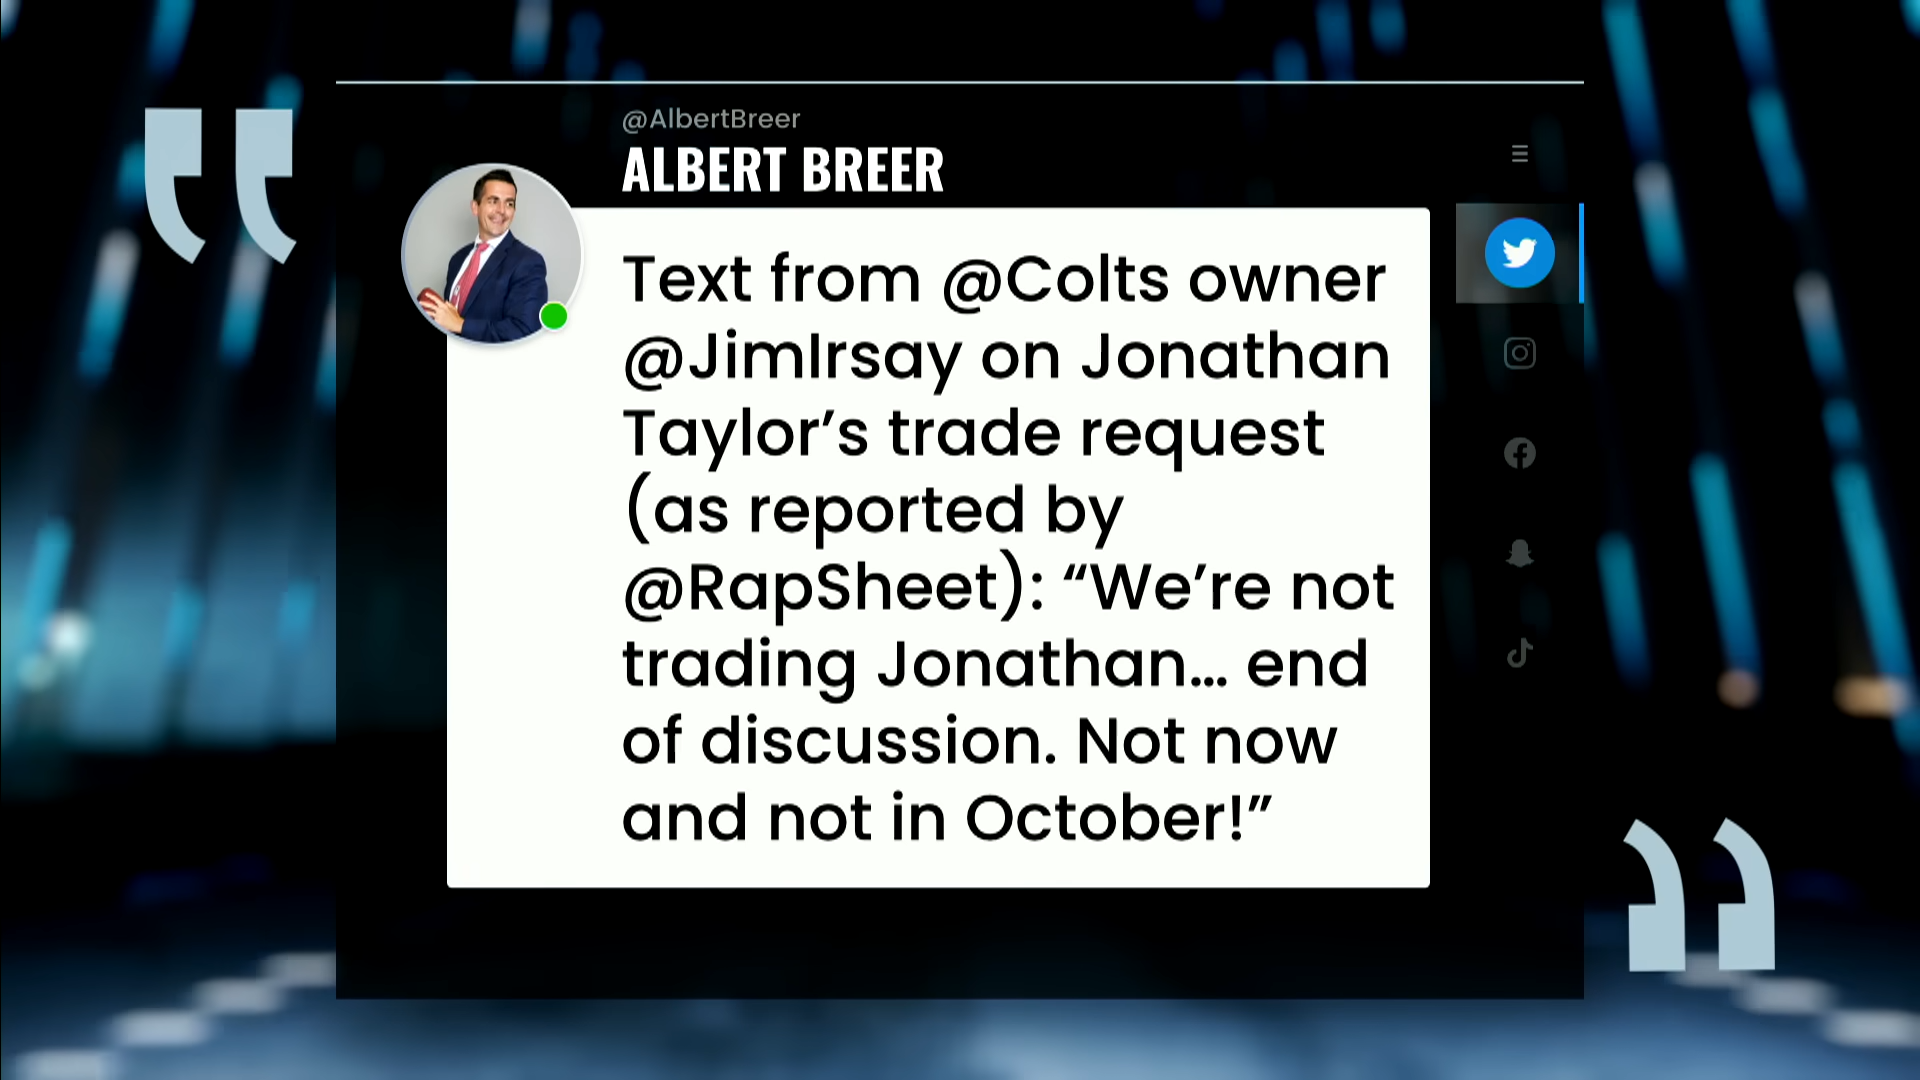 @AlbertBreer
ALBERT BREER
Text from @Colts owner
@JimIrsay on Jonathan
Taylor’s trade request
(as reported by
@RapSheet): “We’re not
trading Jonathan... end
of discussion. Not now
and not in October!”